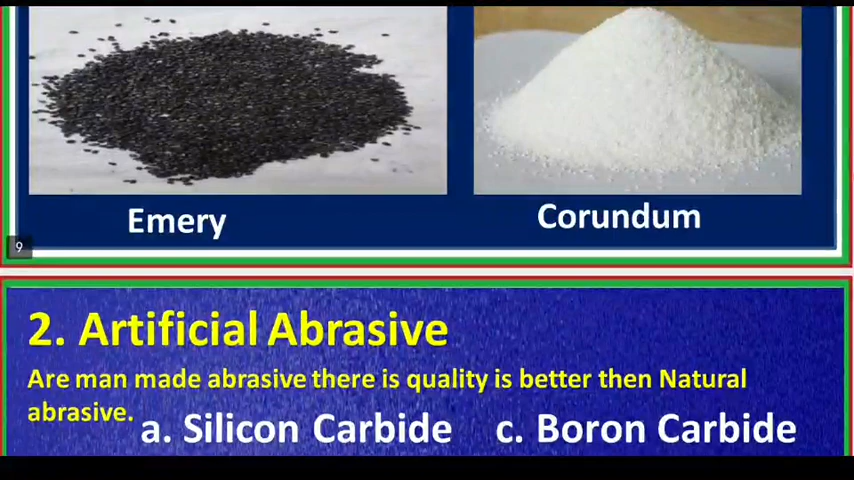 Emery
Corundum
9
2. Artificial Abrasive
Are man made abrasive there is quality is better then Natural
abrasive.
a. Silicon Carbide
c. Boron Carbide